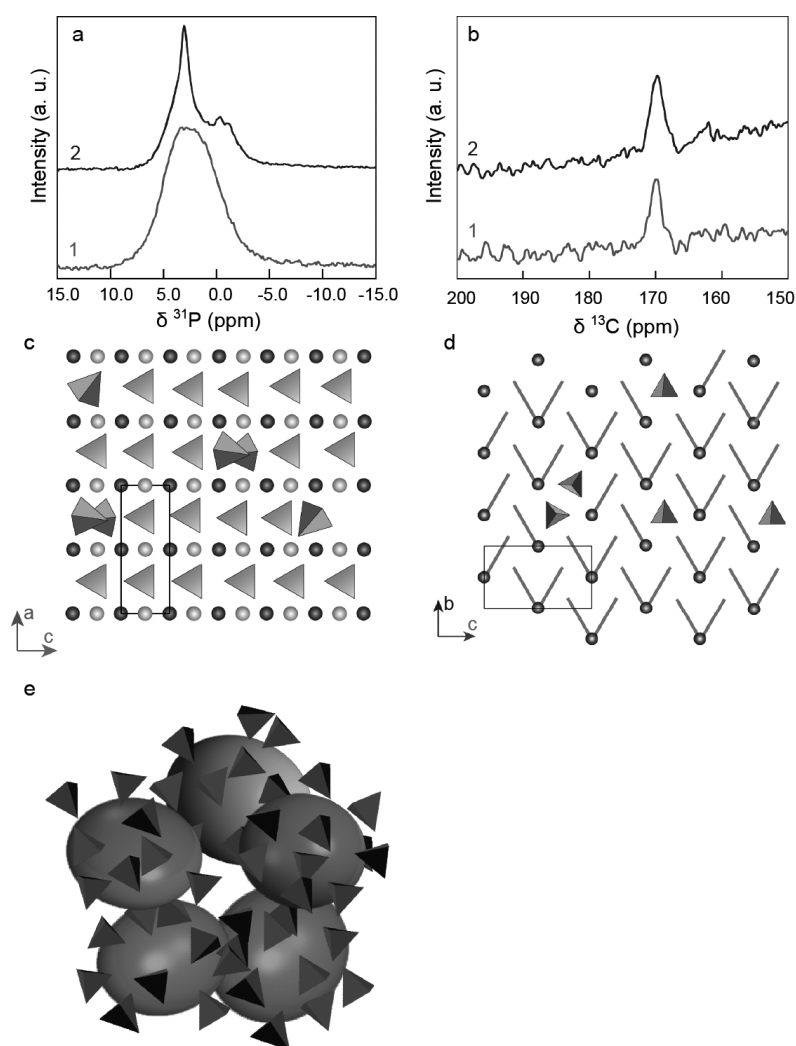 a
Intensity (a. u.)
2
1
15.0 10.0 5.0 0.0 -5.0 -10.0 -15.0
δ ³¹P (ppm)
b
Intensity (a. u.)
2
1
200 190 180 170 160 150
δ ¹³C (ppm)
c
a
c
d
b
c
e